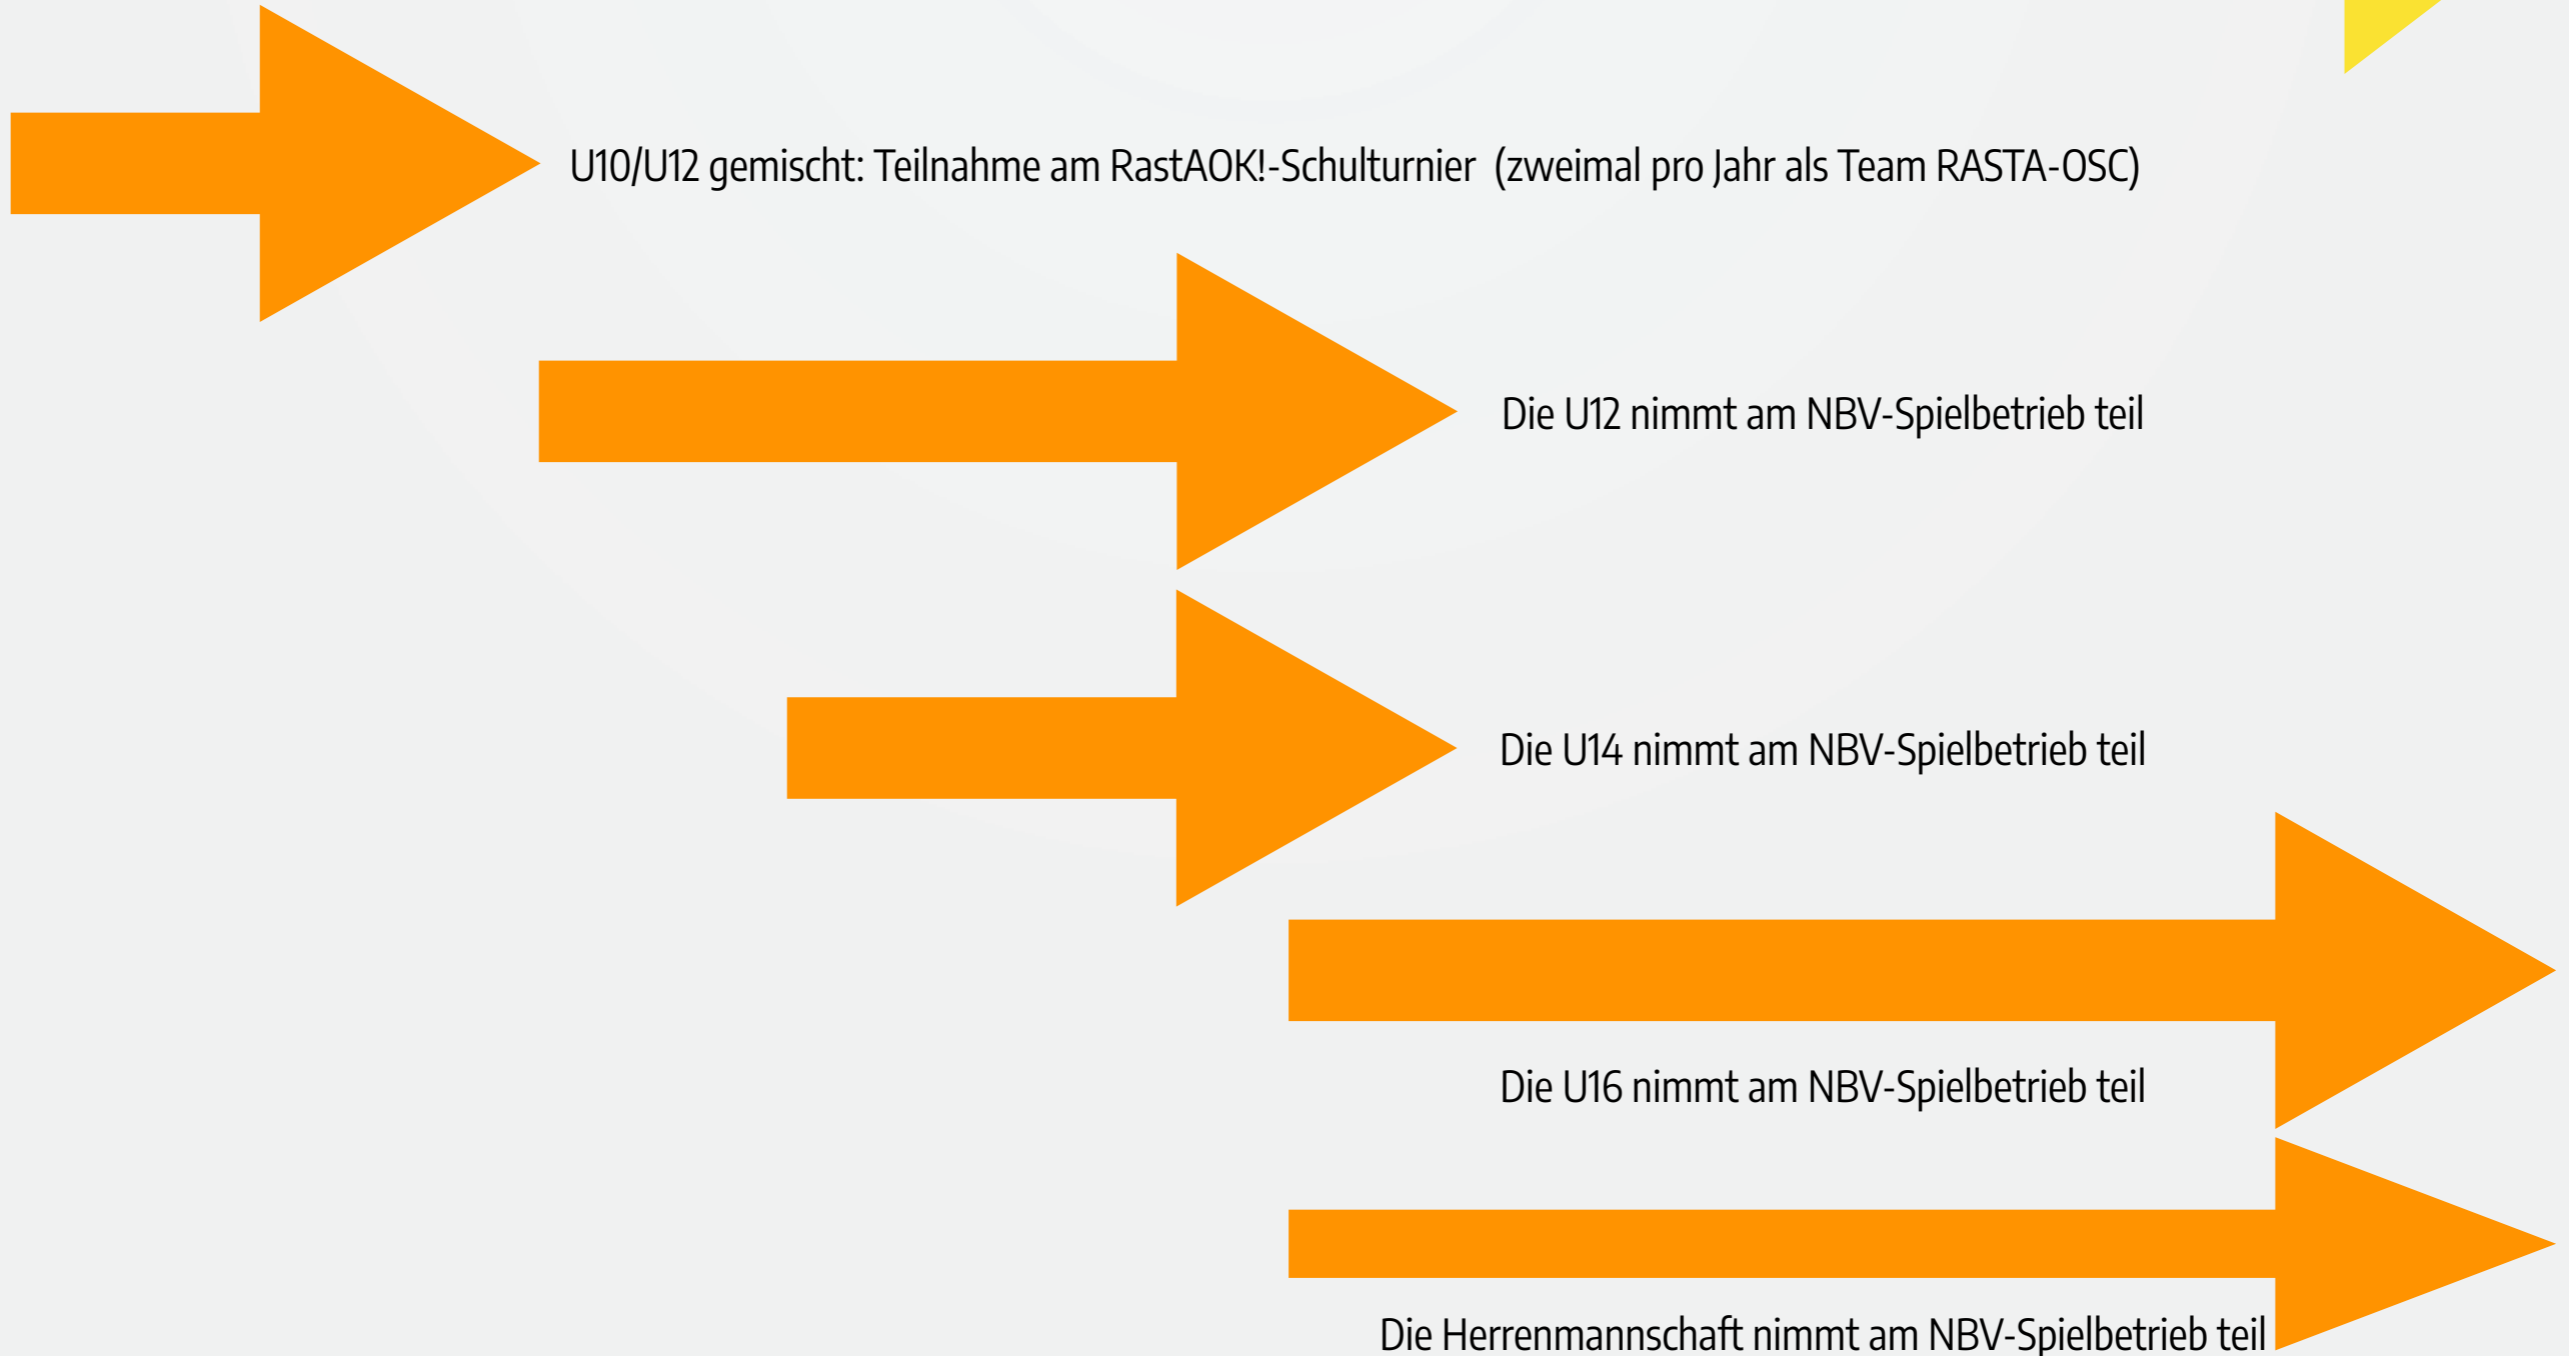 U10/U12 gemischt: Teilnahme am RastAOK!-Schulturnier (zweimal pro Jahr als Team RASTA-OSC)
Die U12 nimmt am NBV-Spielbetrieb teil
Die U14 nimmt am NBV-Spielbetrieb teil
Die U16 nimmt am NBV-Spielbetrieb teil
Die Herrenmannschaft nimmt am NBV-Spielbetrieb teil